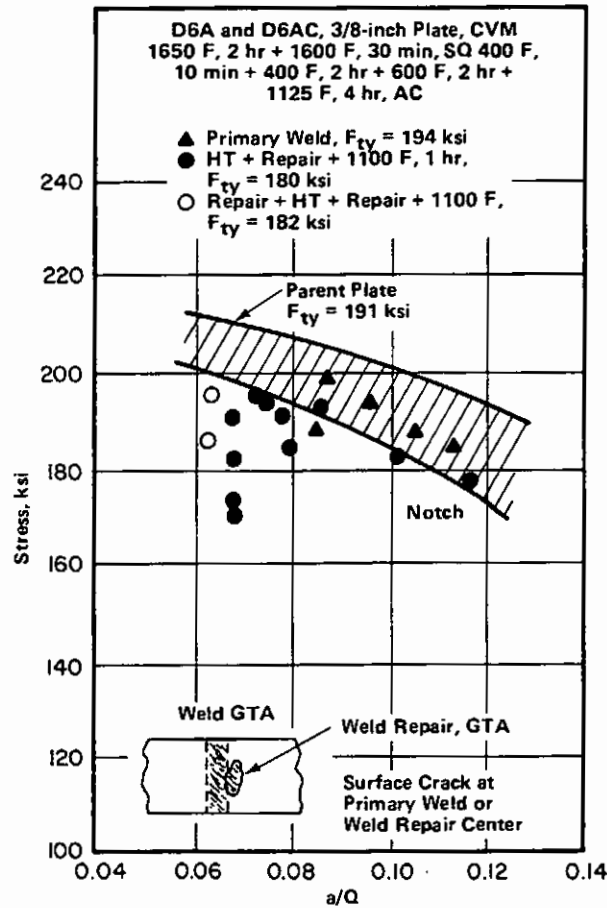 D6A and D6AC, 3/8-inch Plate, CVM
1650 F, 2 hr + 1600 F, 30 min, SQ 400 F,
10 min + 400 F, 2 hr + 600 F, 2 hr +
1125 F, 4 hr, AC
▲ Primary Weld, Fty = 194 ksi
● HT + Repair + 1100 F, 1 hr,
Fty = 180 ksi
○ Repair + HT + Repair + 1100 F,
Fty = 182 ksi
240
220
200
180
160
140
120
100
Stress, ksi
Parent Plate
Fty = 191 ksi
Notch
Weld GTA
Weld Repair, GTA
Surface Crack at
Primary Weld or
Weld Repair Center
0.04 0.06 0.08 0.10 0.12 0.14
a/Q